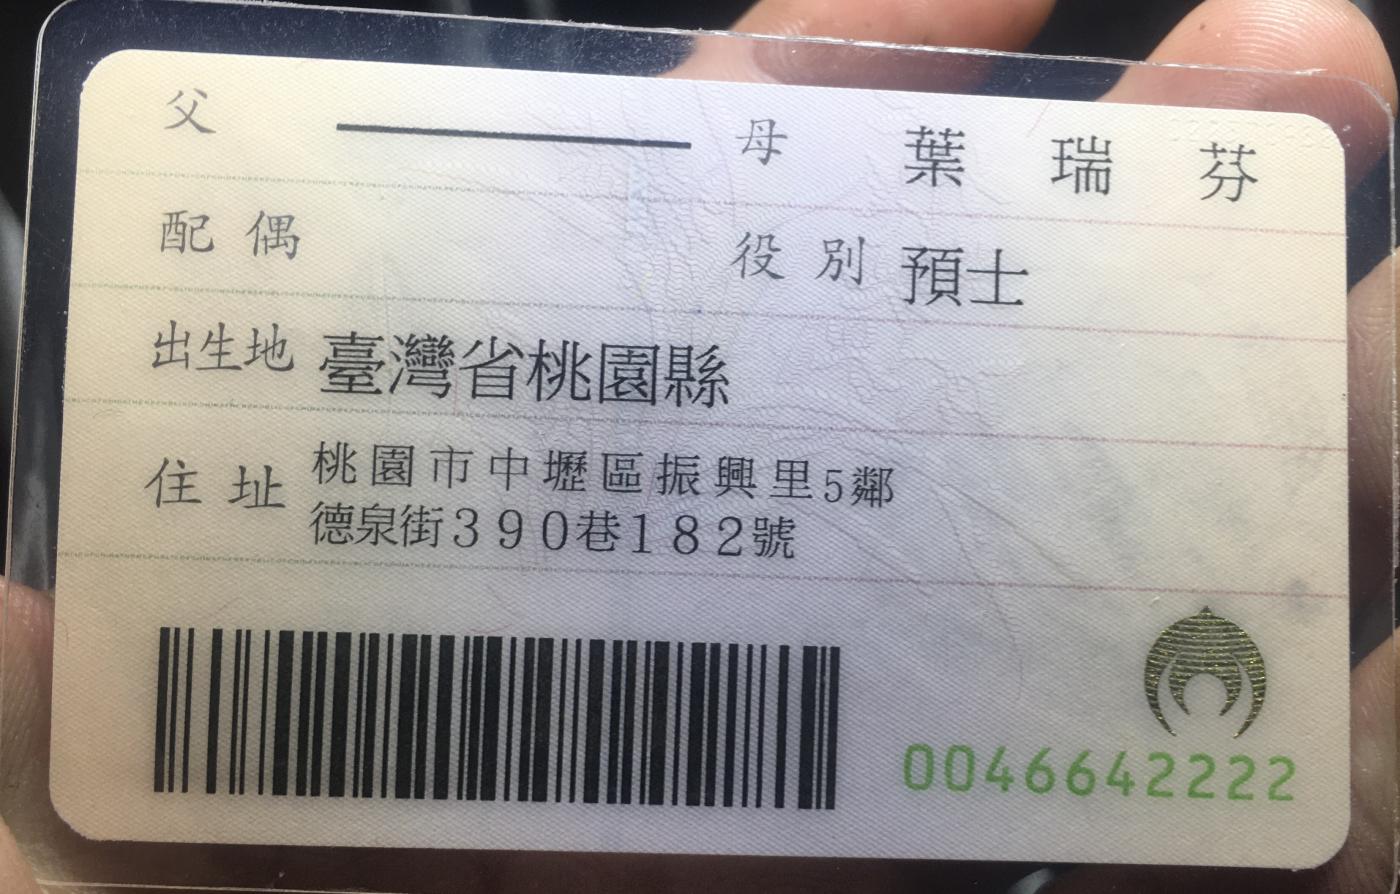 父 母 葉瑞芬
配偶 役別 預士
出生地 臺灣省桃園縣
住址 桃園市中壢區振興里5鄰
德泉街390巷182號
0046642222